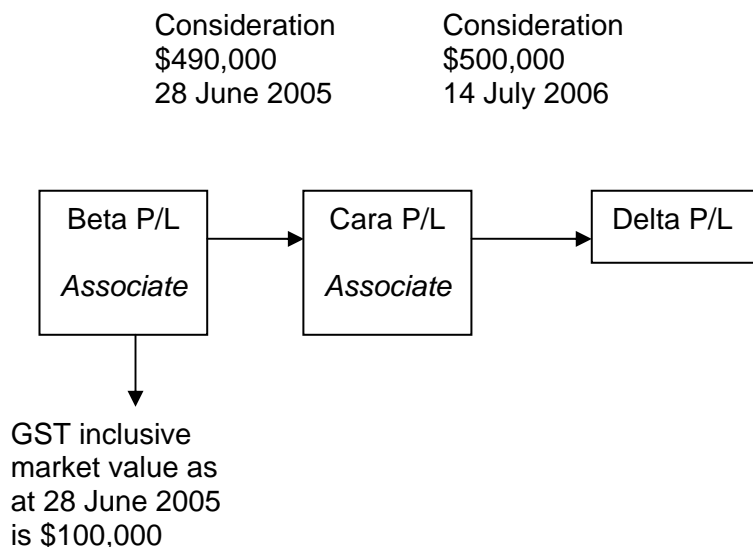 Consideration
$490,000
28 June 2005
Consideration
$500,000
14 July 2006
Beta P/L
Associate
Cara P/L
Associate
Delta P/L
GST inclusive
market value as
at 28 June 2005
is $100,000